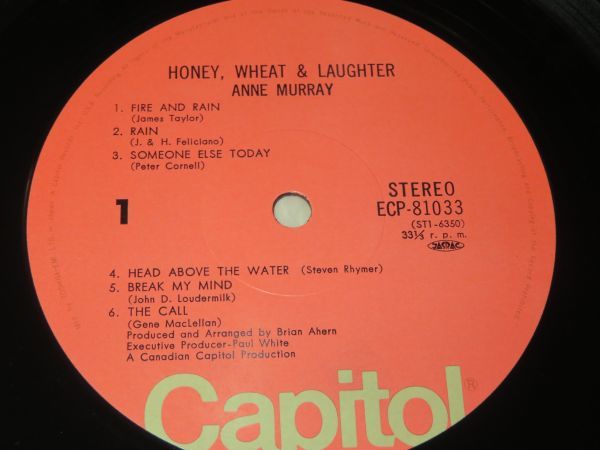 HONEY, WHEAT & LAUGHTER
ANNE MURRAY
1. FIRE AND RAIN
(James Taylor)
2. RAIN
(J. & H. Feliciano)
3. SOMEONE ELSE TODAY
(Peter Cornell)
1
STEREO
ECP-81033
(ST1-6350)
33⅓ r. p. m.
JASRAC
4. HEAD ABOVE THE WATER (Steven Rhymer)
5. BREAK MY MIND
(John D. Loudermilk)
6. THE CALL
(Gene MacLellan)
Produced and Arranged by Brian Ahern
Executive Producer-Paul White
A Canadian Capitol Production
Capitol®